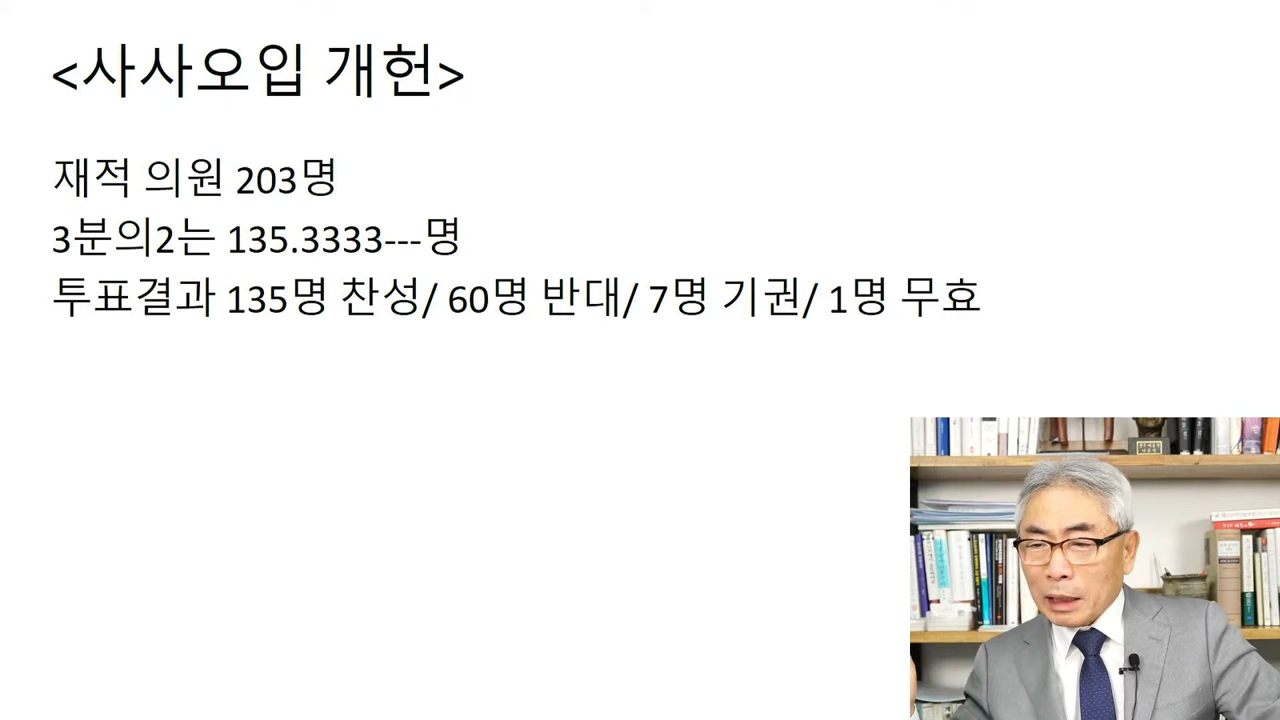 <사사오입 개헌>
재적 의원 203명
3분의2는 135.3333---명
투표결과 135명 찬성/ 60명 반대/ 7명 기권/ 1명 무효